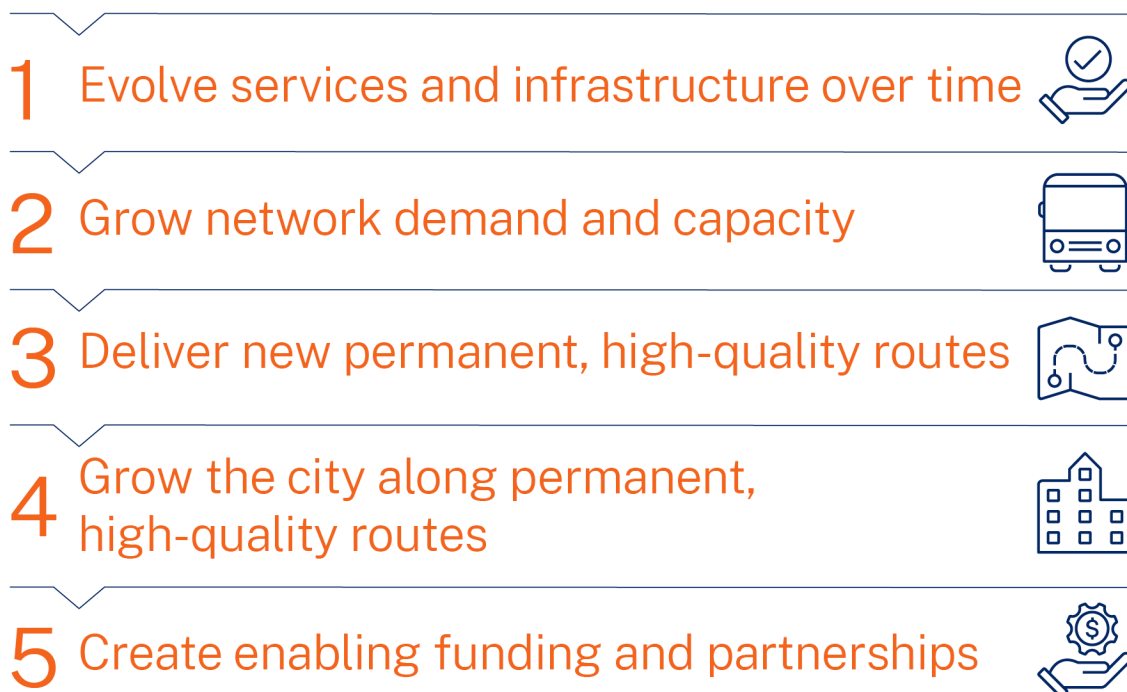 1 Evolve services and infrastructure over time
2 Grow network demand and capacity
3 Deliver new permanent, high-quality routes
4 Grow the city along permanent,
high-quality routes
5 Create enabling funding and partnerships
$